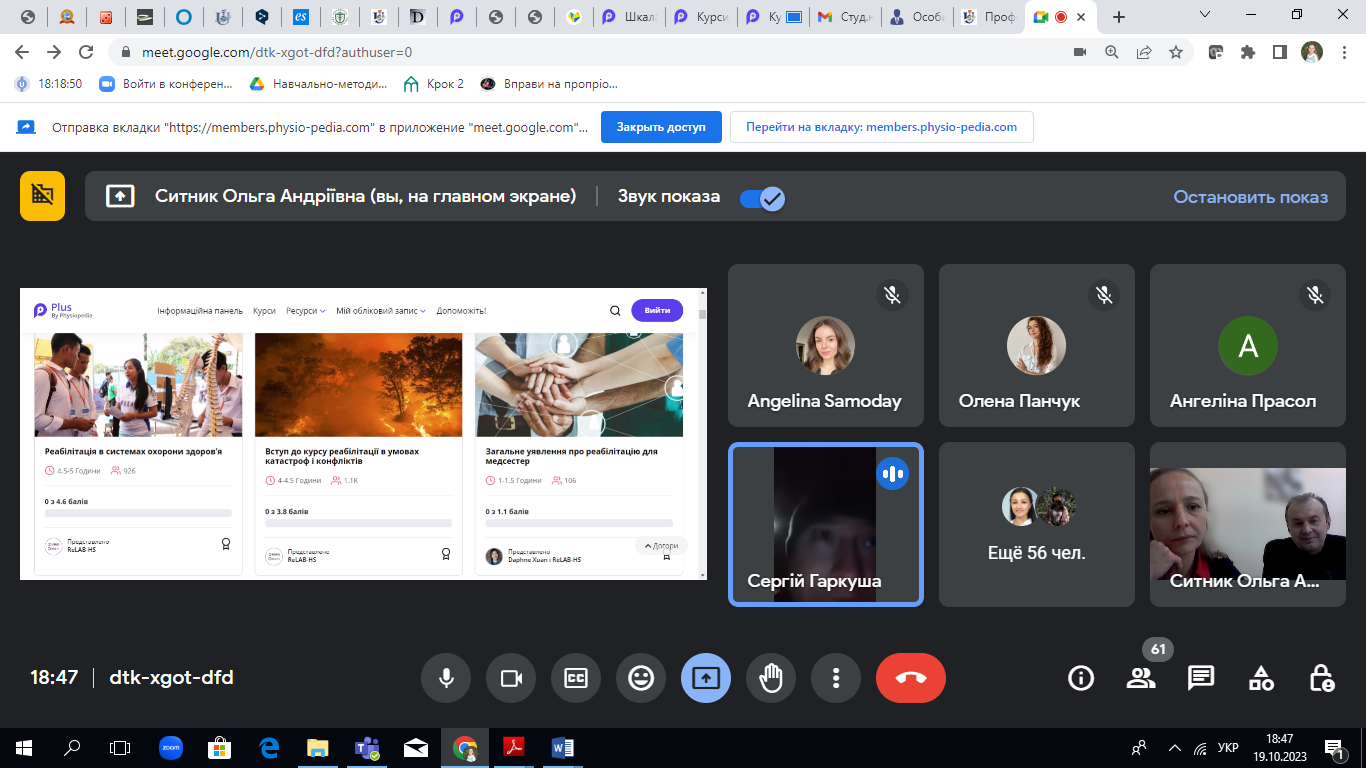 Шкал
Курси
Ку
Студ.н
Особи
Проф
meet.google.com/dtk-xgot-dfd?authuser=0
18:18:50
Войти в конферен...
Навчально-методи...
Крок 2
Вправи на пропріо...
Отправка вкладки "https://members.physio-pedia.com" в приложение "meet.google.com"...
Закрыть доступ
Перейти на вкладку: members.physio-pedia.com
Ситник Ольга Андріївна (вы, на главном экране)
Звук показа
Остановить показ
Plus
By Physiopedia
Інформаційна панель
Курси
Ресурси
Мій обліковий запис
Допоможіть!
Вийти
Реабілітація в системах охорони здоров'я
4.5-5 Години
926
0 з 4.6 балів
Представлено
ReLAB-HS
Вступ до курсу реабілітації в умовах
катастроф і конфліктів
4-4.5 Години
1.1K
0 з 3.8 балів
Представлено
ReLAB-HS
Загальне уявлення про реабілітацію для
медсестер
1-1.5 Години
106
0 з 1.1 балів
Представлено
Daphne Xuan і ReLAB-HS
Догори
Angelina Samoday
Олена Панчук
А
Ангеліна Прасол
Сергій Гаркуша
Ещё 56 чел.
Ситник Ольга А...
18:47
dtk-xgot-dfd
CC
61
zoom
УКР
18:47
19.10.2023
1